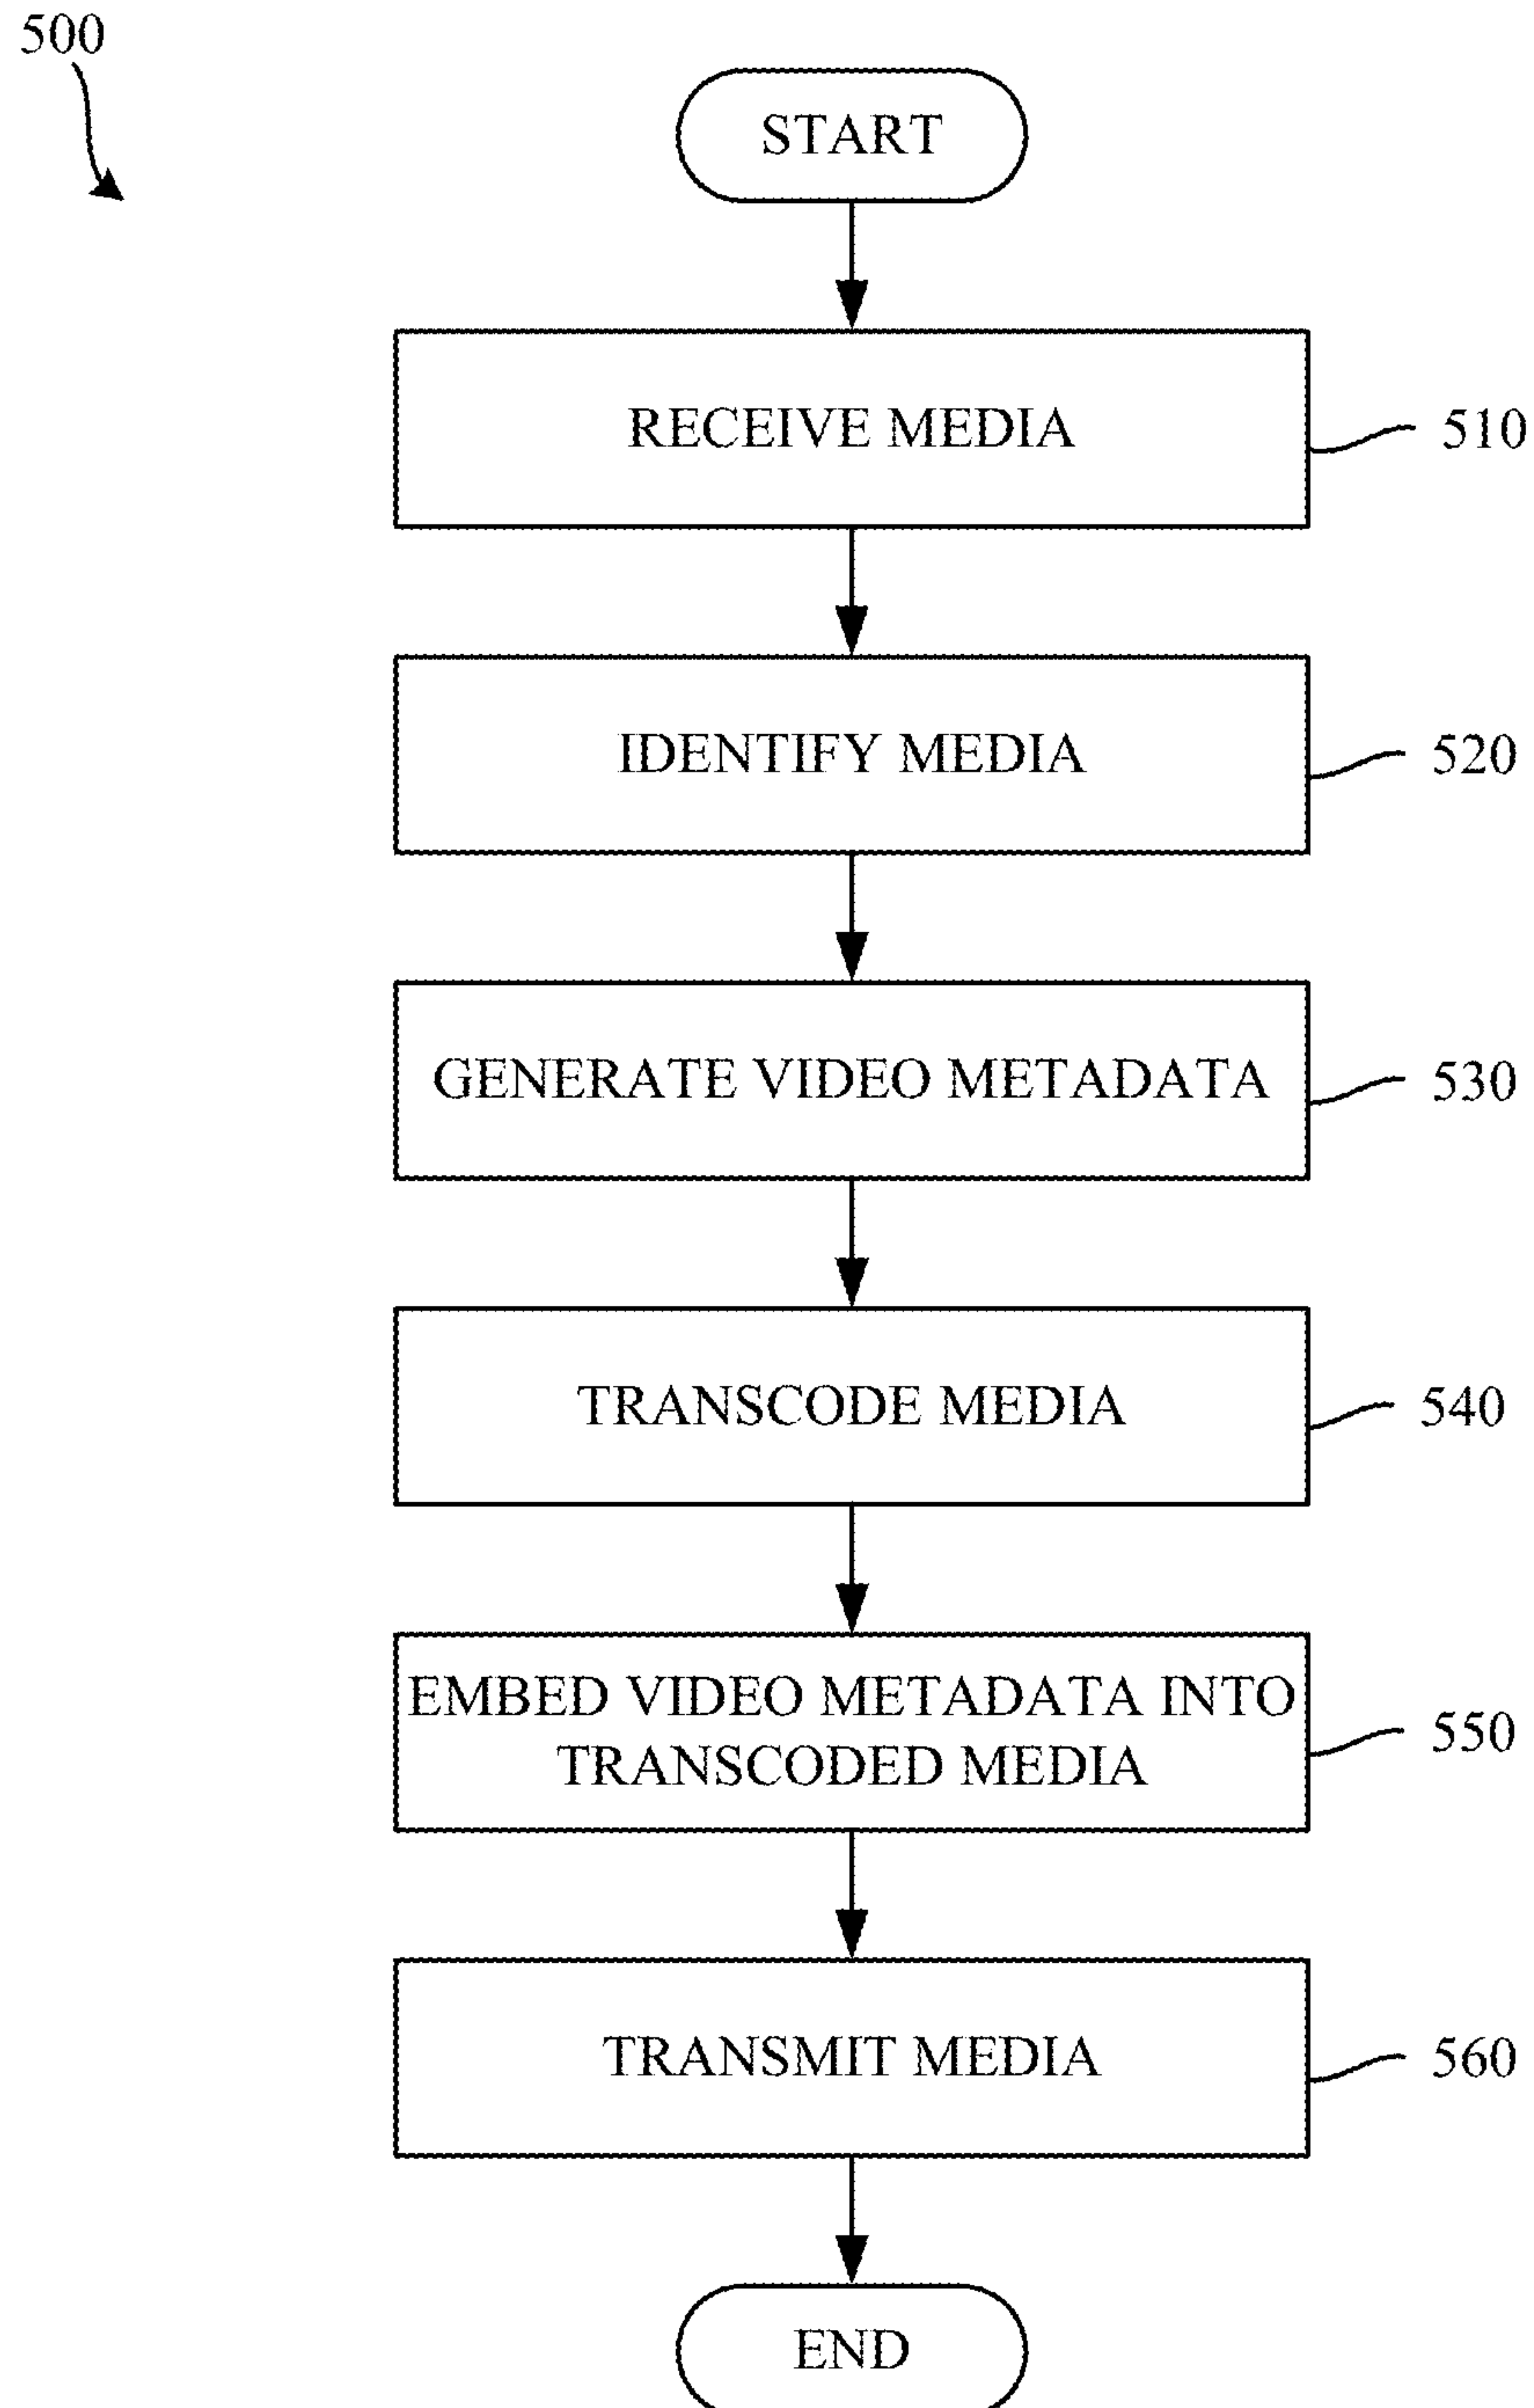 500
START
RECEIVE MEDIA
510
IDENTIFY MEDIA
520
GENERATE VIDEO METADATA
530
TRANSCODE MEDIA
540
EMBED VIDEO METADATA INTO
TRANSCODED MEDIA
550
TRANSMIT MEDIA
560
END